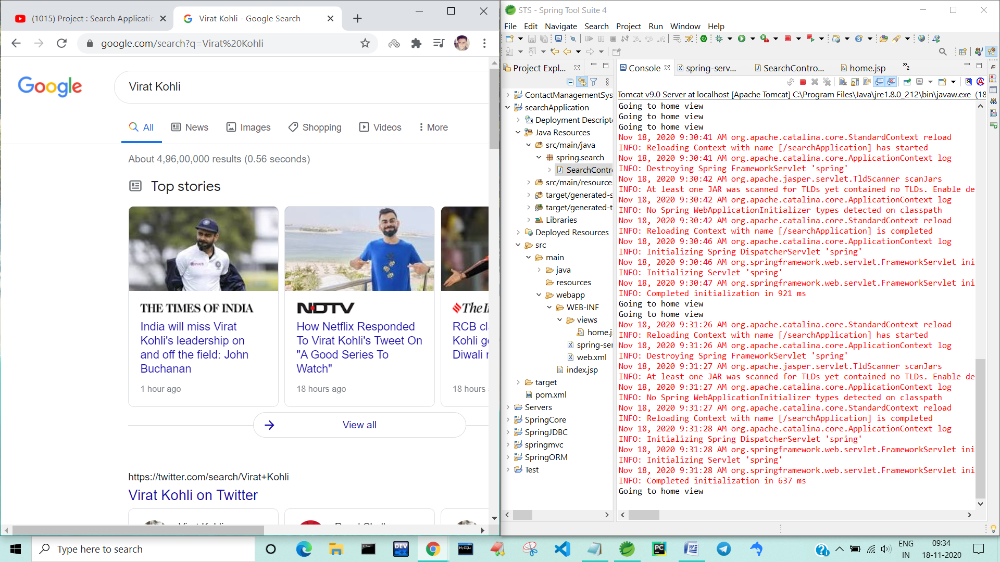 (1015) Project : Search Applicatio
Virat Kohli - Google Search
google.com/search?q=Virat%20Kohli
Google
Virat Kohli
All
News
Images
Shopping
Videos
More
About 4,96,00,000 results (0.56 seconds)
Top stories
THE TIMES OF INDIA
India will miss Virat
Kohli's leadership on
and off the field: John
Buchanan
1 hour ago
NDTV
How Netflix Responded
To Virat Kohli's Tweet On
"A Good Series To
Watch"
18 hours ago
The I
RCB cl
Kohli g
Diwali
18 hours
View all
https://twitter.com/search/Virat+Kohli
Virat Kohli on Twitter
STS - Spring Tool Suite 4
File Edit Navigate Search Project Run Window Help
Project Expl...
ContactManagementSys
searchApplication
Deployment Descript
Java Resources
src/main/java
spring.search
SearchContr
src/main/resource
target/generated-s
target/generated-t
Libraries
Deployed Resources
src
main
java
resources
webapp
WEB-INF
views
home.j
spring-ser
web.xml
index.jsp
target
pom.xml
Servers
SpringCore
SpringJDBC
springmvc
SpringORM
Test
Console
spring-serv...
SearchContro...
home.jsp
»2
Tomcat v9.0 Server at localhost [Apache Tomcat] C:\Program Files\Java\jre1.8.0_212\bin\javaw.exe (18
Going to home view
Going to home view
Going to home view
Nov 18, 2020 9:30:41 AM org.apache.catalina.core.StandardContext reload
INFO: Reloading Context with name [/searchApplication] has started
Nov 18, 2020 9:30:41 AM org.apache.catalina.core.ApplicationContext log
INFO: Destroying Spring FrameworkServlet 'spring'
Nov 18, 2020 9:30:42 AM org.apache.jasper.servlet.TldScanner scanJars
INFO: At least one JAR was scanned for TLDs yet contained no TLDs. Enable de
Nov 18, 2020 9:30:42 AM org.apache.catalina.core.ApplicationContext log
INFO: No Spring WebApplicationInitializer types detected on classpath
Nov 18, 2020 9:30:42 AM org.apache.catalina.core.StandardContext reload
INFO: Reloading Context with name [/searchApplication] is completed
Nov 18, 2020 9:30:46 AM org.apache.catalina.core.ApplicationContext log
INFO: Initializing Spring DispatcherServlet 'spring'
Nov 18, 2020 9:30:46 AM org.springframework.web.servlet.FrameworkServlet ini
INFO: Initializing Servlet 'spring'
Nov 18, 2020 9:30:47 AM org.springframework.web.servlet.FrameworkServlet ini
INFO: Completed initialization in 921 ms
Going to home view
Going to home view
Nov 18, 2020 9:31:26 AM org.apache.catalina.core.StandardContext reload
INFO: Reloading Context with name [/searchApplication] has started
Nov 18, 2020 9:31:26 AM org.apache.catalina.core.ApplicationContext log
INFO: Destroying Spring FrameworkServlet 'spring'
Nov 18, 2020 9:31:27 AM org.apache.jasper.servlet.TldScanner scanJars
INFO: At least one JAR was scanned for TLDs yet contained no TLDs. Enable de
Nov 18, 2020 9:31:27 AM org.apache.catalina.core.ApplicationContext log
INFO: No Spring WebApplicationInitializer types detected on classpath
Nov 18, 2020 9:31:27 AM org.apache.catalina.core.StandardContext reload
INFO: Reloading Context with name [/searchApplication] is completed
Nov 18, 2020 9:31:28 AM org.apache.catalina.core.ApplicationContext log
INFO: Initializing Spring DispatcherServlet 'spring'
Nov 18, 2020 9:31:28 AM org.springframework.web.servlet.FrameworkServlet ini
INFO: Initializing Servlet 'spring'
Nov 18, 2020 9:31:28 AM org.springframework.web.servlet.FrameworkServlet ini
INFO: Completed initialization in 637 ms
Going to home view
Type here to search
DEV
C++
MySQL
PC
ENG
IN
09:34
18-11-2020